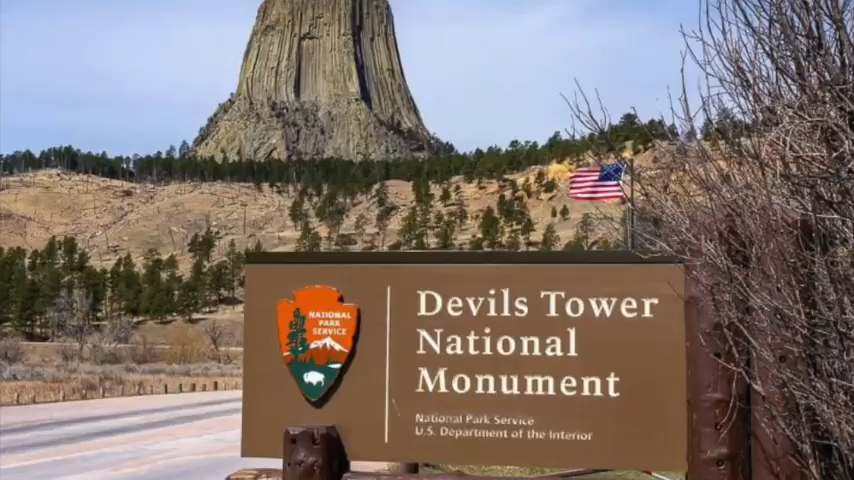 NATIONAL
PARK
SERVICE
Devils Tower
National
Monument
National Park Service
U.S. Department of the Interior